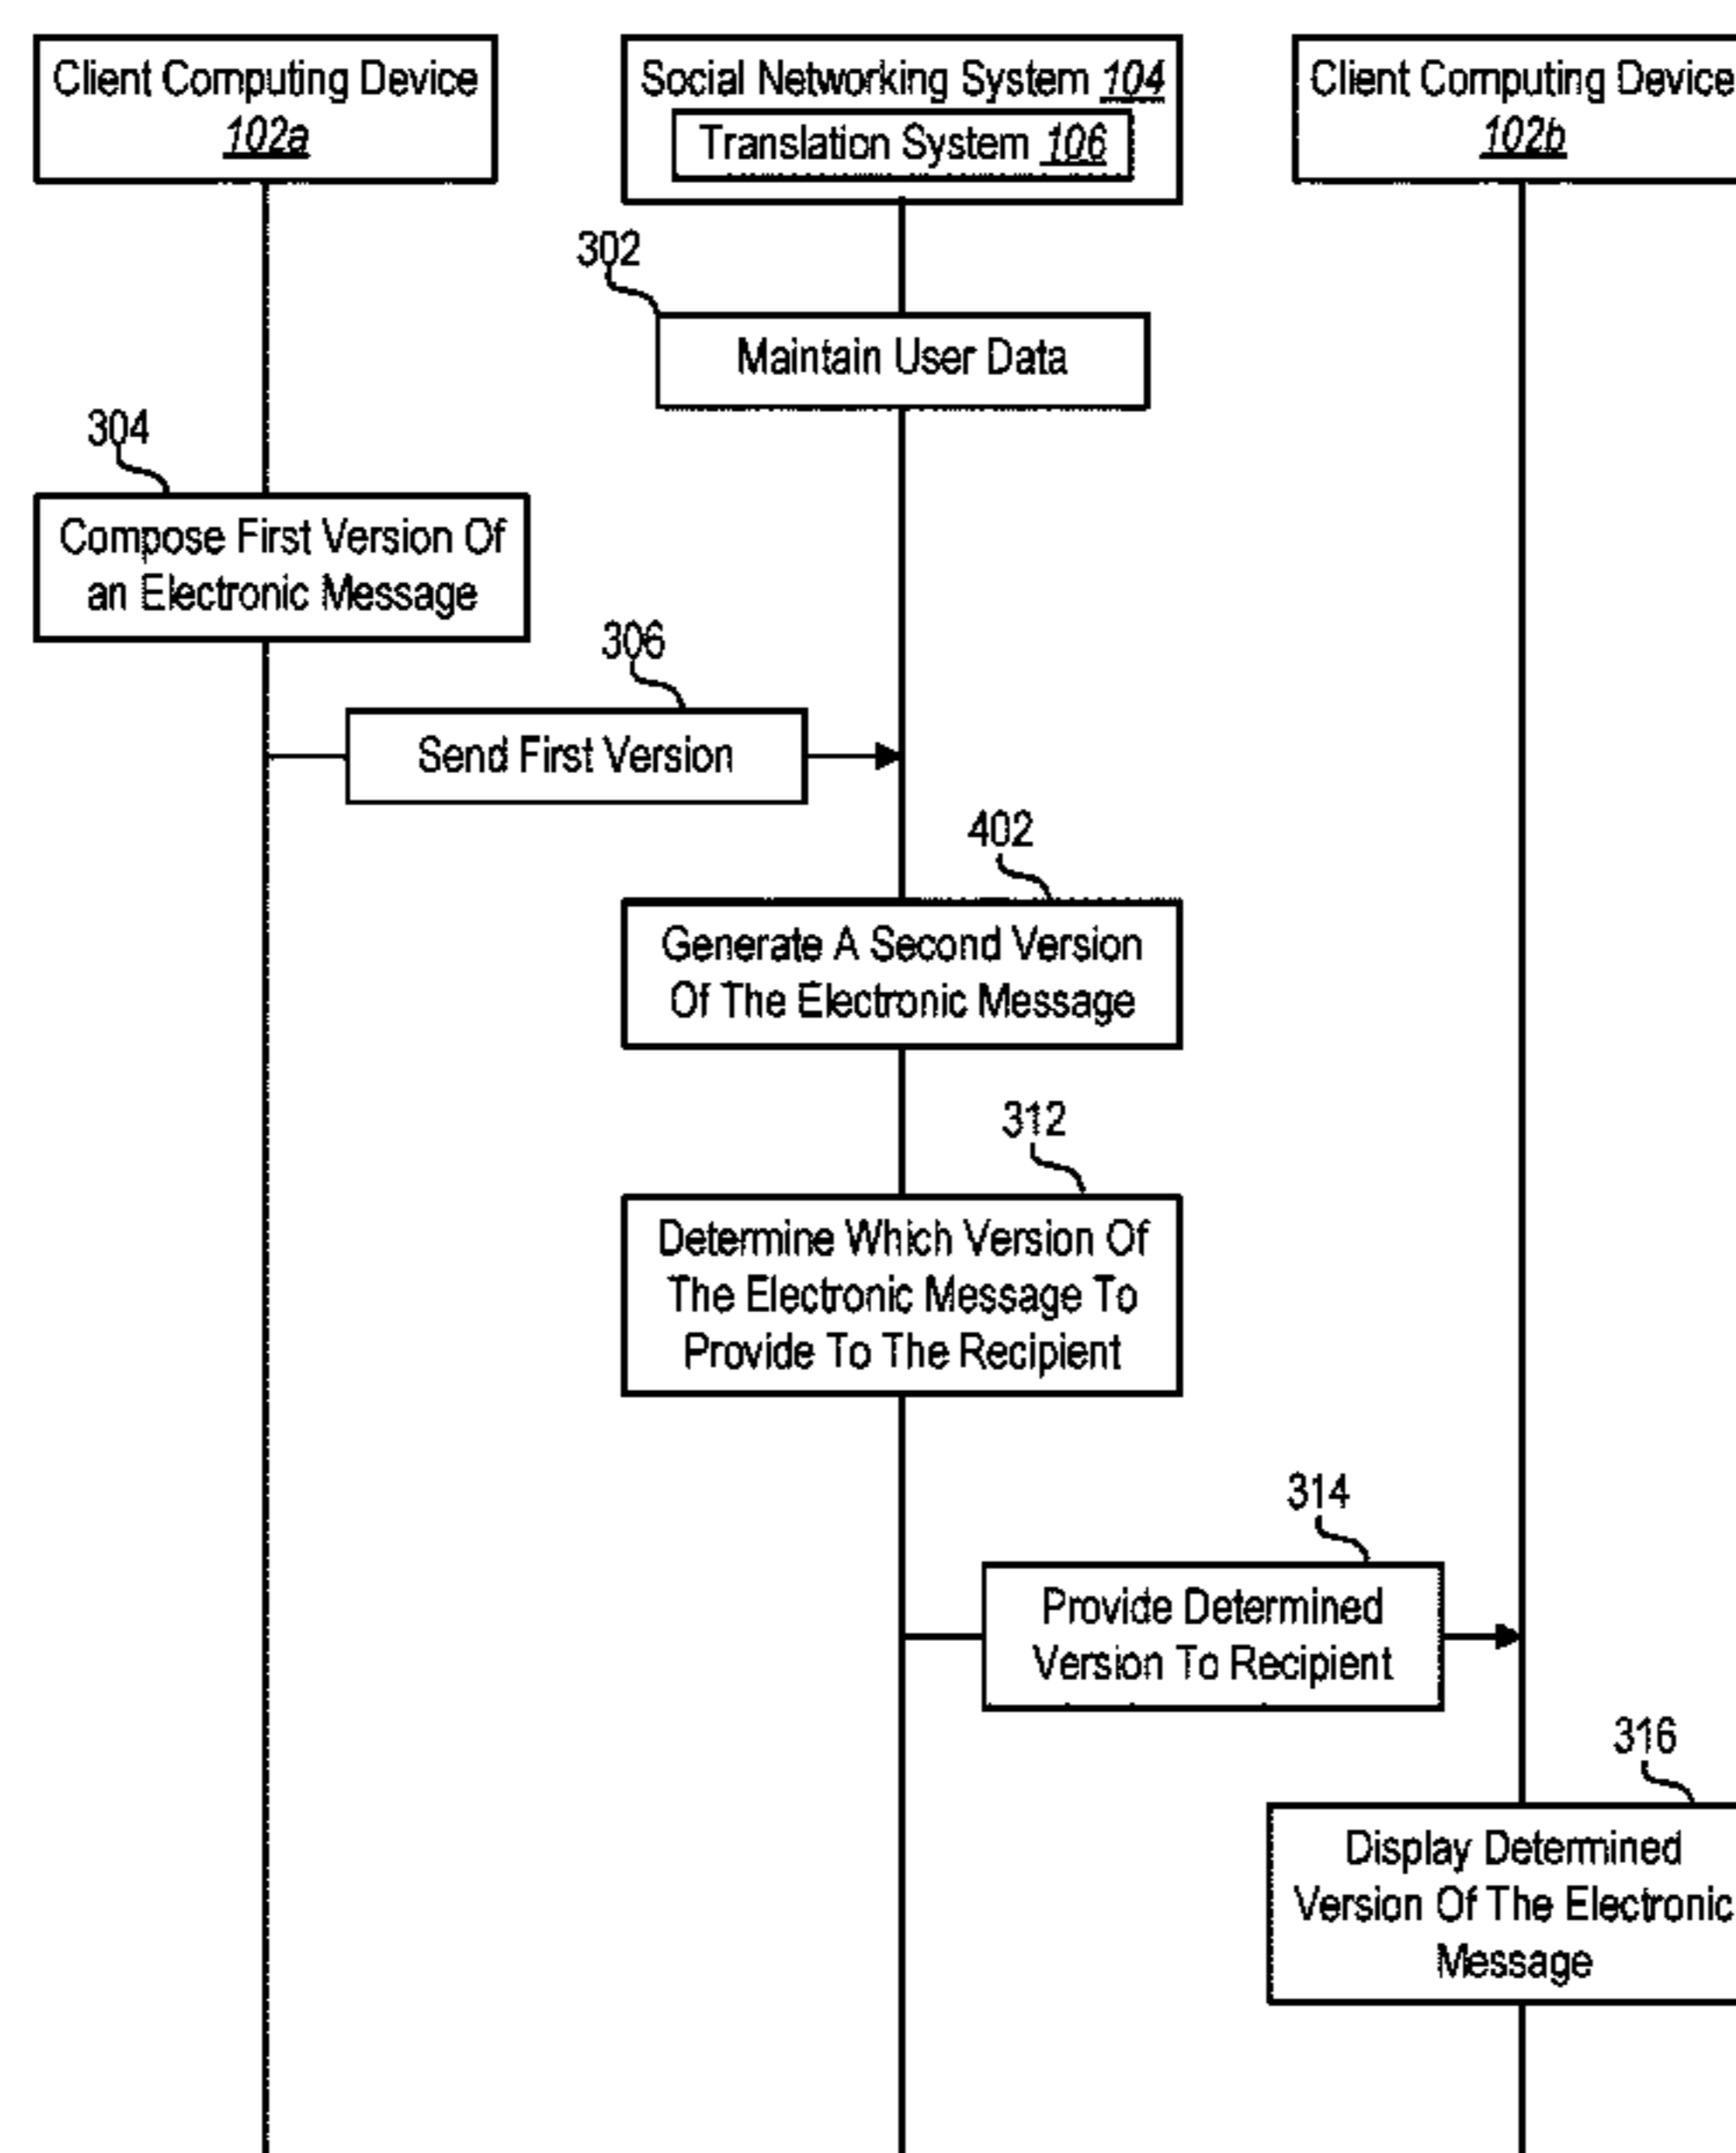 Client Computing Device
102a
Social Networking System 104
Translation System 106
Client Computing Device
102b
302
Maintain User Data
304
Compose First Version Of
an Electronic Message
306
Send First Version
402
Generate A Second Version
Of The Electronic Message
312
Determine Which Version Of
The Electronic Message To
Provide To The Recipient
314
Provide Determined
Version To Recipient
316
Display Determined
Version Of The Electronic
Message